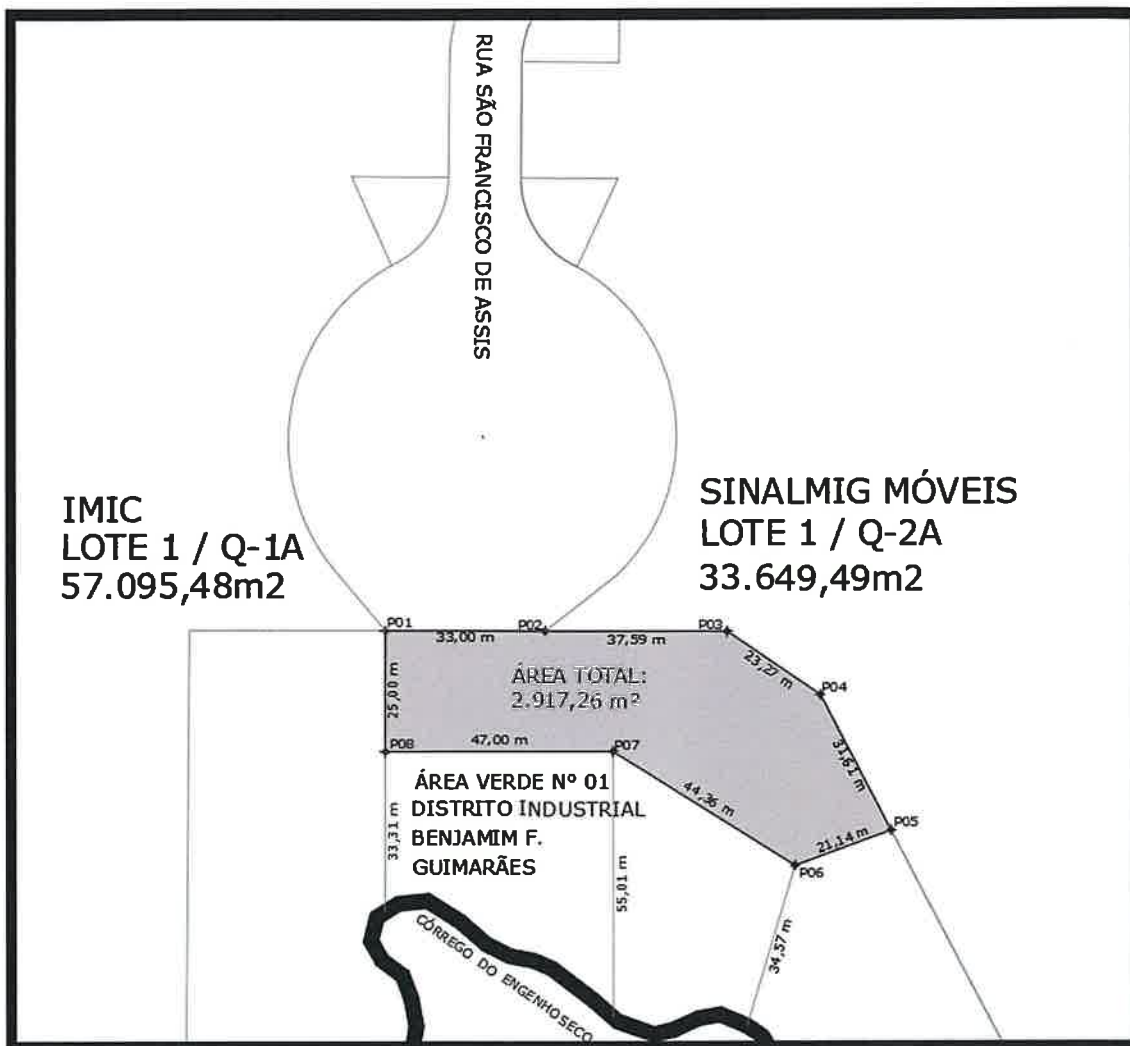 RUA SÃO FRANCISCO DE ASSIS
IMIC
LOTE 1 / Q-1A
57.095,48m2
SINALMIG MÓVEIS
LOTE 1 / Q-2A
33.649,49m2
P01
33,00 m
P02
37,59 m
P03
23,27 m
P04
25,00 m
ÁREA TOTAL:
2.917,26 m²
31,61 m
P08
47,00 m
P07
44,36 m
P05
21,14 m
P06
ÁREA VERDE Nº 01
DISTRITO INDUSTRIAL
BENJAMIM F.
GUIMARÃES
33,31 m
55,01 m
34,57 m
CÓRREGO DO ENGENHO SECO